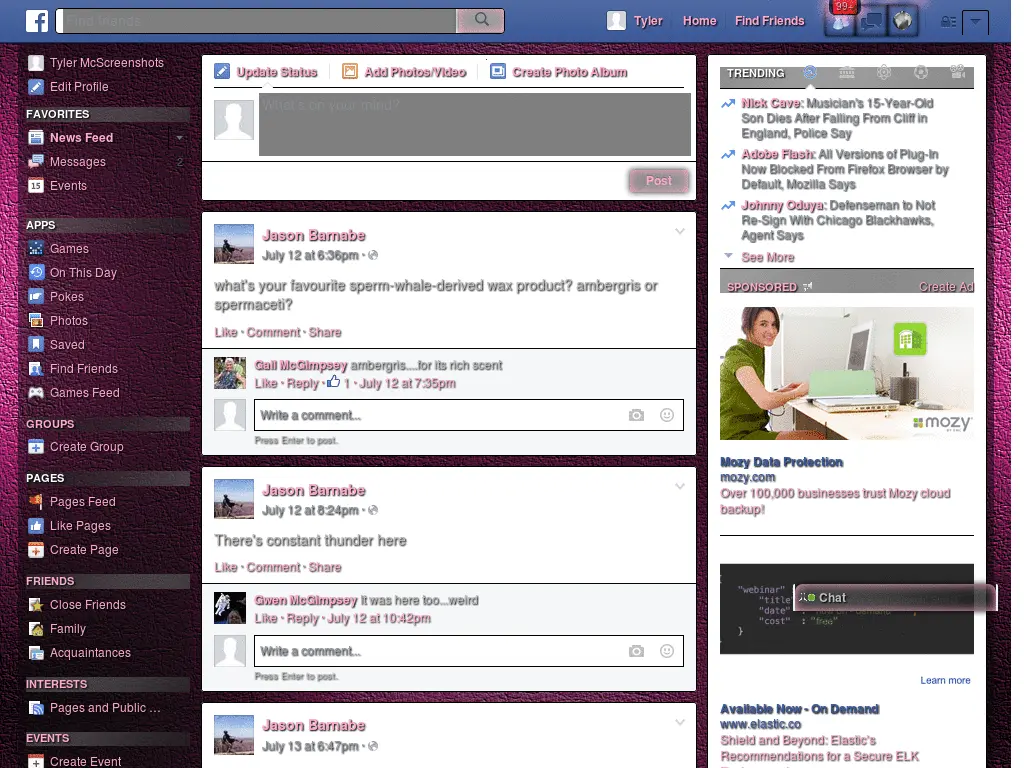 Find friends
Tyler
Home
Find Friends
99+
Tyler McScreenshots
Edit Profile
FAVORITES
News Feed
Messages
2
15
Events
APPS
Games
On This Day
Pokes
Photos
Saved
Find Friends
Games Feed
GROUPS
Create Group
PAGES
Pages Feed
Like Pages
Create Page
FRIENDS
Close Friends
Family
Acquaintances
INTERESTS
Pages and Public ...
EVENTS
Create Event
Update Status
Add Photos/Video
Create Photo Album
What's on your mind?
Post
Jason Barnabe
July 12 at 6:36pm ·
what's your favourite sperm-whale-derived wax product? ambergris or
spermaceti?
Like · Comment · Share
Gail McGimpsey ambergris....for its rich scent
Like · Reply · 1 · July 12 at 7:35pm
Write a comment...
Press Enter to post.
Jason Barnabe
July 12 at 8:24pm ·
There's constant thunder here
Like · Comment · Share
Gwen McGimpsey It was here too...weird
Like · Reply · July 12 at 10:42pm
Write a comment...
Press Enter to post.
Jason Barnabe
July 13 at 6:47pm ·
TRENDING
Nick Cave: Musician's 15-Year-Old
Son Dies After Falling From Cliff in
England, Police Say
Adobe Flash: All Versions of Plug-In
Now Blocked From Firefox Browser by
Default, Mozilla Says
Johnny Oduya: Defenseman to Not
Re-Sign With Chicago Blackhawks,
Agent Says
See More
SPONSORED
Create Ad
mozy
Mozy Data Protection
mozy.com
Over 100,000 businesses trust Mozy cloud
backup!
"webinar"
"title"
"date" :
"cost" : "free"
}
Chat
Learn more
Available Now - On Demand
www.elastic.co
Shield and Beyond: Elastic's
Recommendations for a Secure ELK